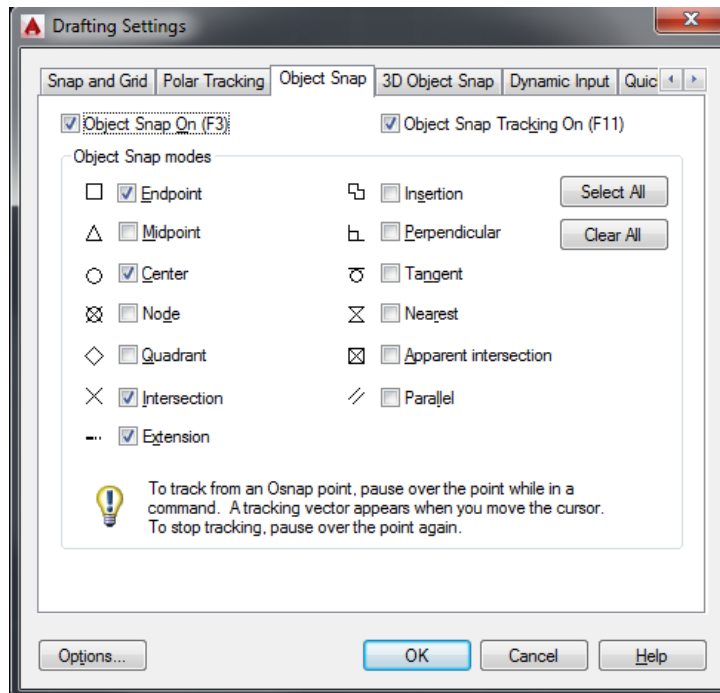 Drafting Settings
Snap and Grid Polar Tracking Object Snap 3D Object Snap Dynamic Input Quic
Object Snap On (F3) Object Snap Tracking On (F11)
Object Snap modes
Endpoint Insertion Select All
Midpoint Perpendicular Clear All
Center Tangent
Node Nearest
Quadrant Apparent intersection
Intersection Parallel
Extension
To track from an Osnap point, pause over the point while in a
command. A tracking vector appears when you move the cursor.
To stop tracking, pause over the point again.
Options... OK Cancel Help